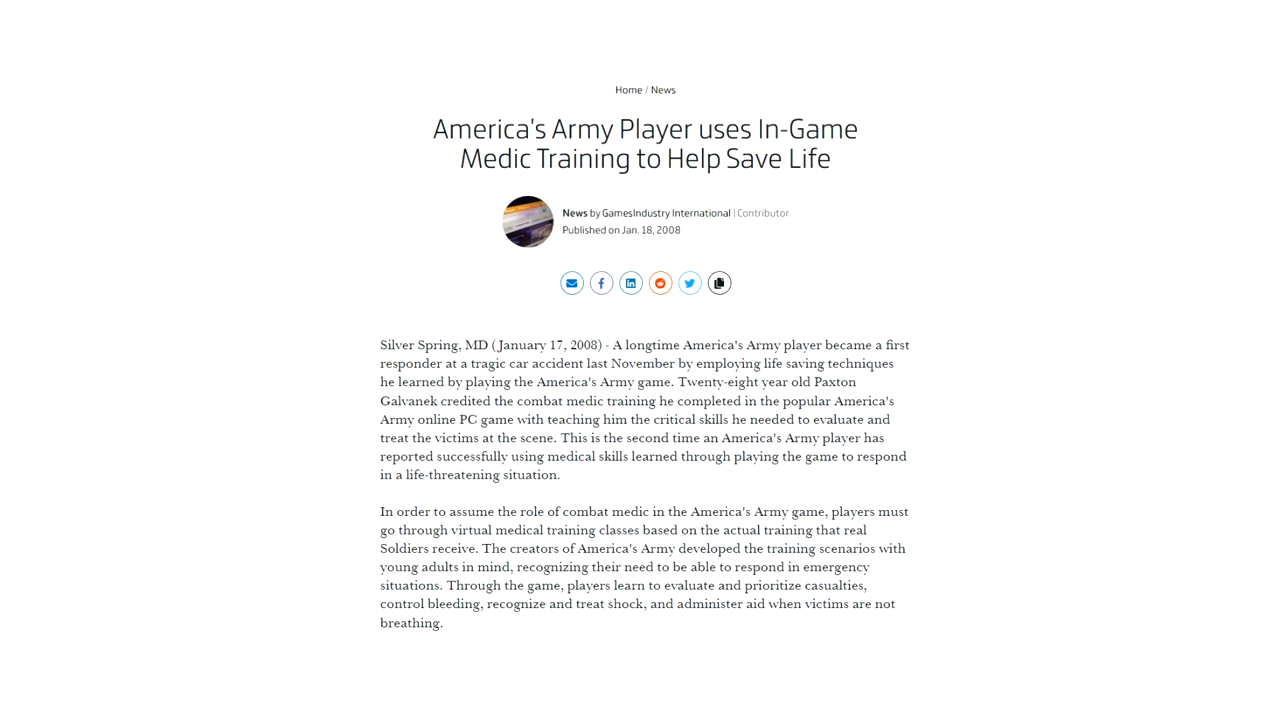 Home / News
America's Army Player uses In-Game
Medic Training to Help Save Life
News by GamesIndustry International | Contributor
Published on Jan. 18, 2008
Silver Spring, MD (January 17, 2008) - A longtime America's Army player became a first
responder at a tragic car accident last November by employing life saving techniques
he learned by playing the America's Army game. Twenty-eight year old Paxton
Galvanek credited the combat medic training he completed in the popular America's
Army online PC game with teaching him the critical skills he needed to evaluate and
treat the victims at the scene. This is the second time an America's Army player has
reported successfully using medical skills learned through playing the game to respond
in a life-threatening situation.
In order to assume the role of combat medic in the America's Army game, players must
go through virtual medical training classes based on the actual training that real
Soldiers receive. The creators of America's Army developed the training scenarios with
young adults in mind, recognizing their need to be able to respond in emergency
situations. Through the game, players learn to evaluate and prioritize casualties,
control bleeding, recognize and treat shock, and administer aid when victims are not
breathing.